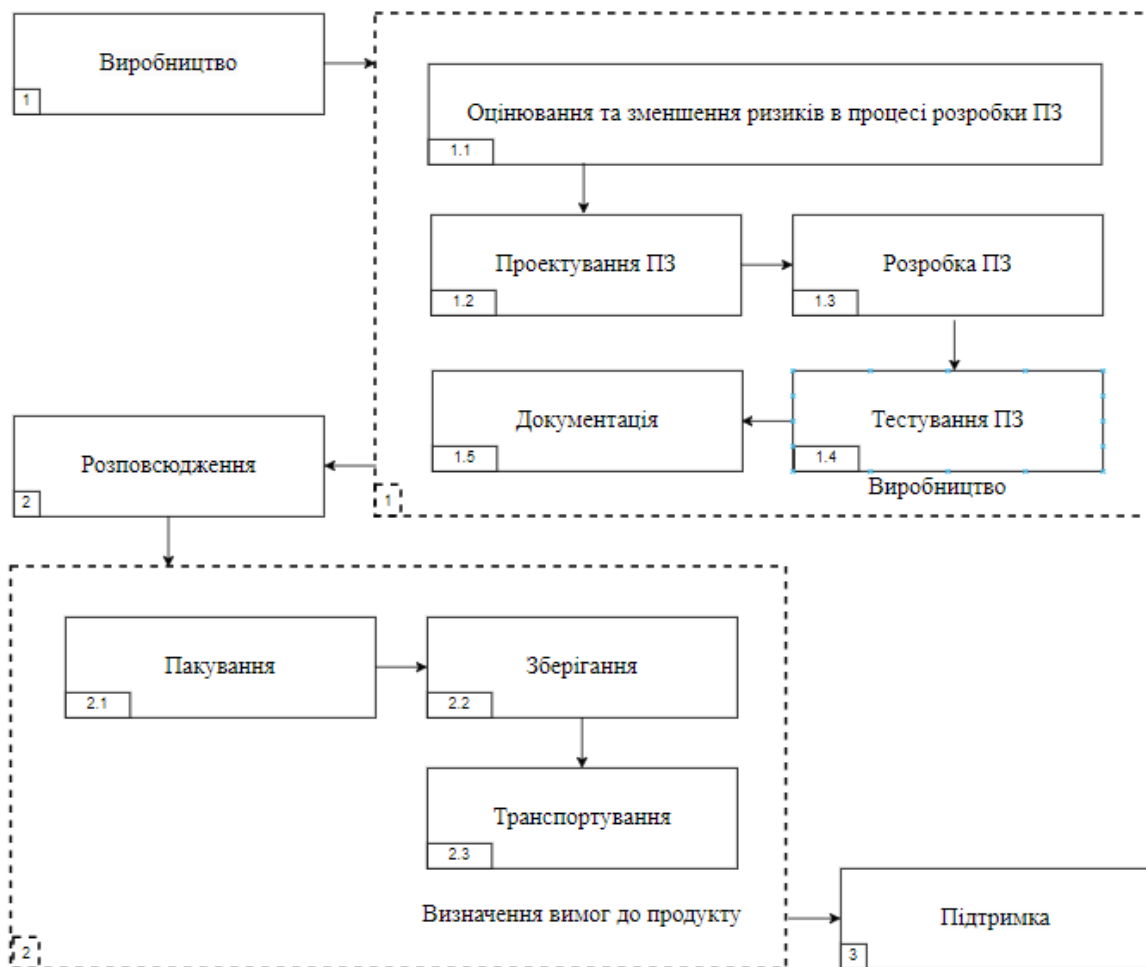 Виробництво
1
Оцінювання та зменшення ризиків в процесі розробки ПЗ
1.1
Проектування ПЗ
1.2
Розробка ПЗ
1.3
Документація
1.5
Тестування ПЗ
1.4
Виробництво
1
Розповсюдження
2
Пакування
2.1
Зберігання
2.2
Транспортування
2.3
Визначення вимог до продукту
2
Підтримка
3